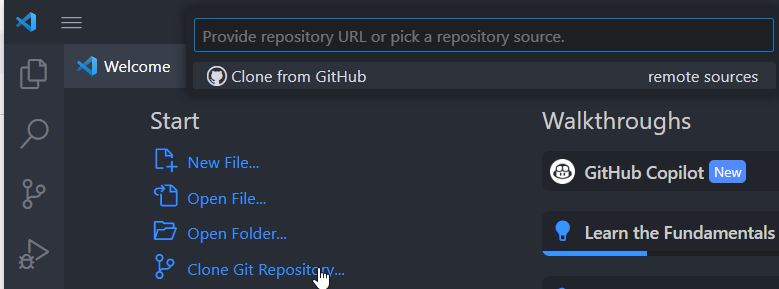 Provide repository URL or pick a repository source.
Clone from GitHub remote sources
Welcome
Start
New File...
Open File...
Open Folder...
Clone Git Repository...
Walkthroughs
GitHub Copilot New
Learn the Fundamentals